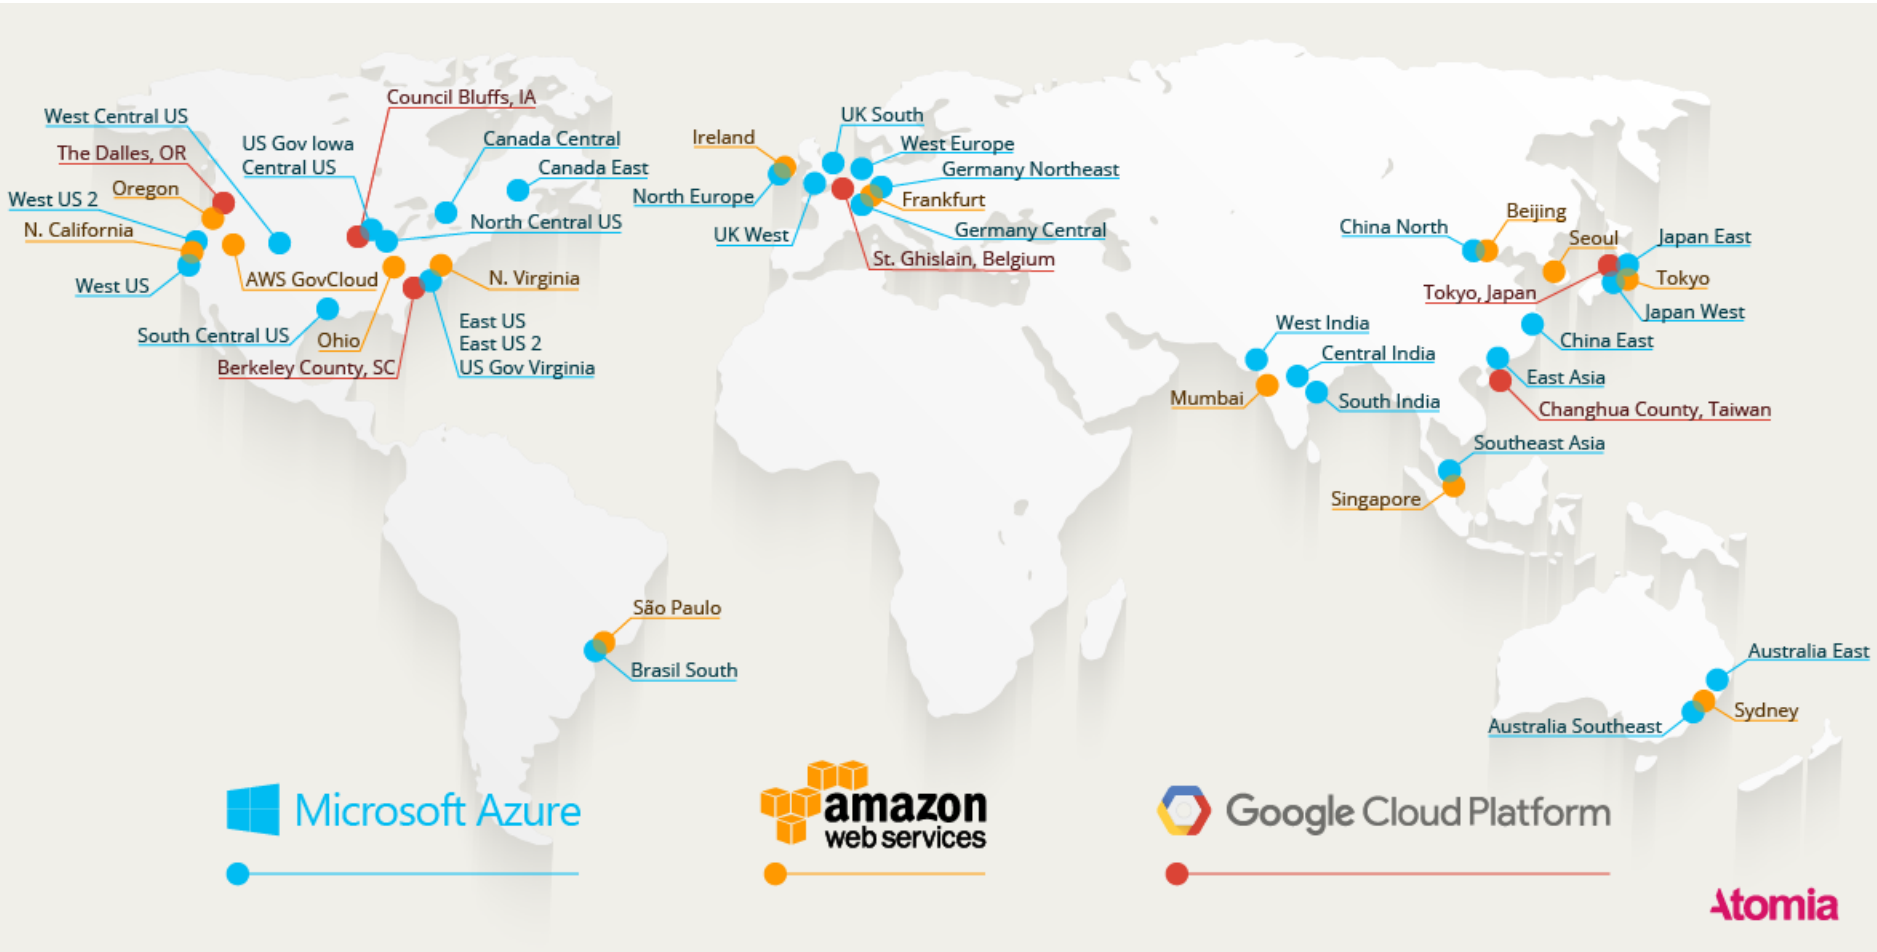 West Central US
The Dalles, OR
Oregon
West US 2
N. California
West US
US Gov Iowa
Central US
Council Bluffs, IA
Canada Central
Canada East
North Central US
AWS GovCloud
N. Virginia
South Central US
Ohio
Berkeley County, SC
East US
East US 2
US Gov Virginia
São Paulo
Brasil South
Ireland
North Europe
UK South
West Europe
Germany Northeast
Frankfurt
UK West
Germany Central
St. Ghislain, Belgium
China North
Beijing
Seoul
Japan East
Tokyo
Tokyo, Japan
Japan West
West India
Central India
China East
East Asia
Mumbai
South India
Changhua County, Taiwan
Southeast Asia
Singapore
Australia East
Sydney
Australia Southeast
Microsoft Azure
amazon
web services
Google Cloud Platform
Atomia